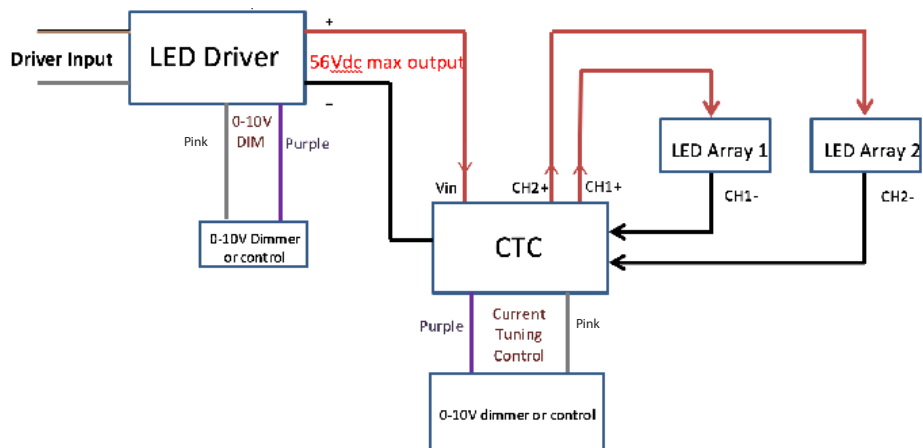 Driver Input
LED Driver
+
56Vdc max output
–
Pink
0-10V
DIM
Purple
0-10V Dimmer
or control
Vin
CH2+
CH1+
LED Array 1
LED Array 2
CH1-
CH2-
CTC
Purple
Current
Tuning
Control
Pink
0-10V dimmer or control